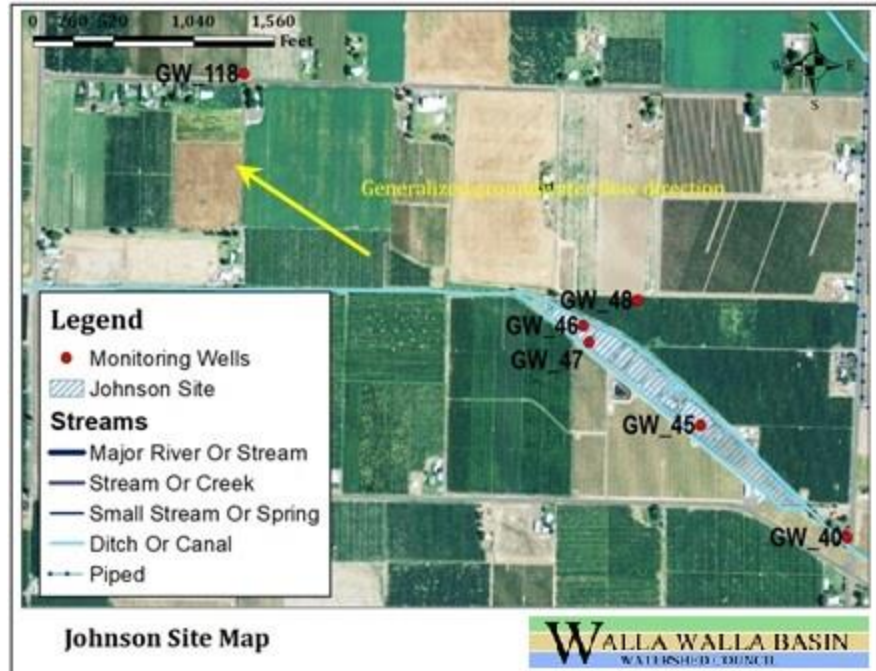 0 260 520 1,040 1,560
Feet
N
W E
S
GW_118
Generalized groundwater flow direction
GW_48
GW_46
GW_47
GW_45
GW_40
Legend
Monitoring Wells
Johnson Site
Streams
Major River Or Stream
Stream Or Creek
Small Stream Or Spring
Ditch Or Canal
Piped
Johnson Site Map
WALLA WALLA BASIN
WATERSHED COUNCIL